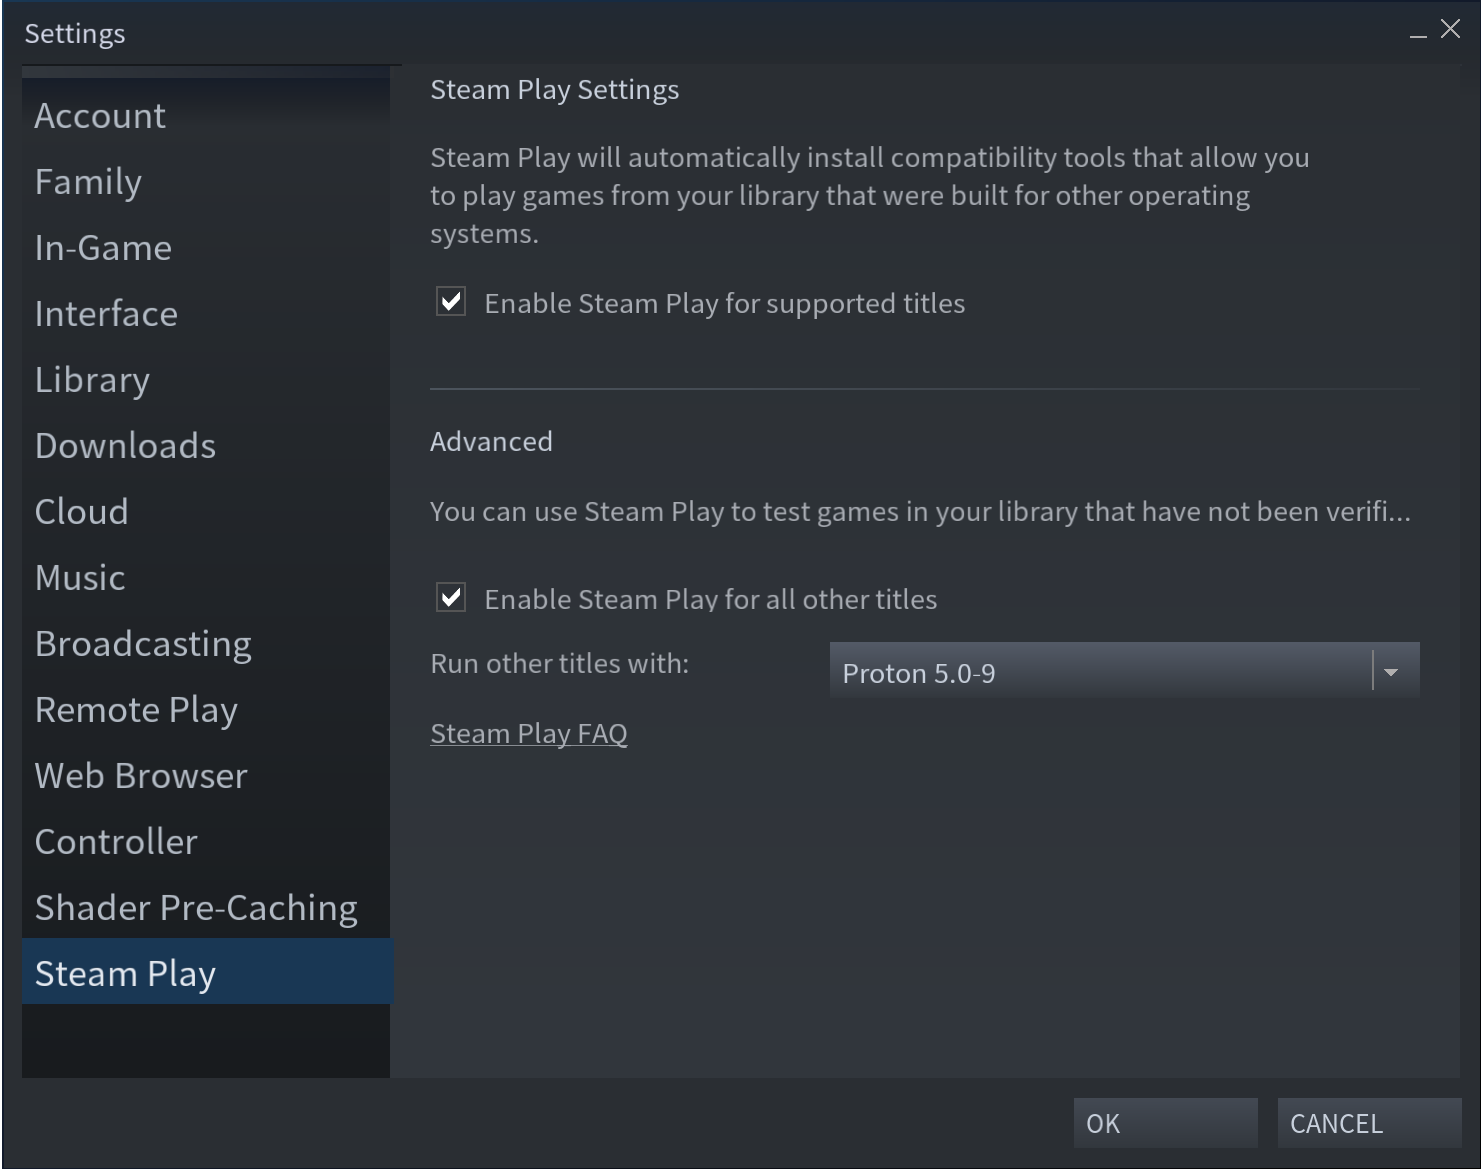 Settings
Account
Family
In-Game
Interface
Library
Downloads
Cloud
Music
Broadcasting
Remote Play
Web Browser
Controller
Shader Pre-Caching
Steam Play
Steam Play Settings
Steam Play will automatically install compatibility tools that allow you
to play games from your library that were built for other operating
systems.
Enable Steam Play for supported titles
Advanced
You can use Steam Play to test games in your library that have not been verifi...
Enable Steam Play for all other titles
Run other titles with:
Proton 5.0-9
Steam Play FAQ
OK
CANCEL